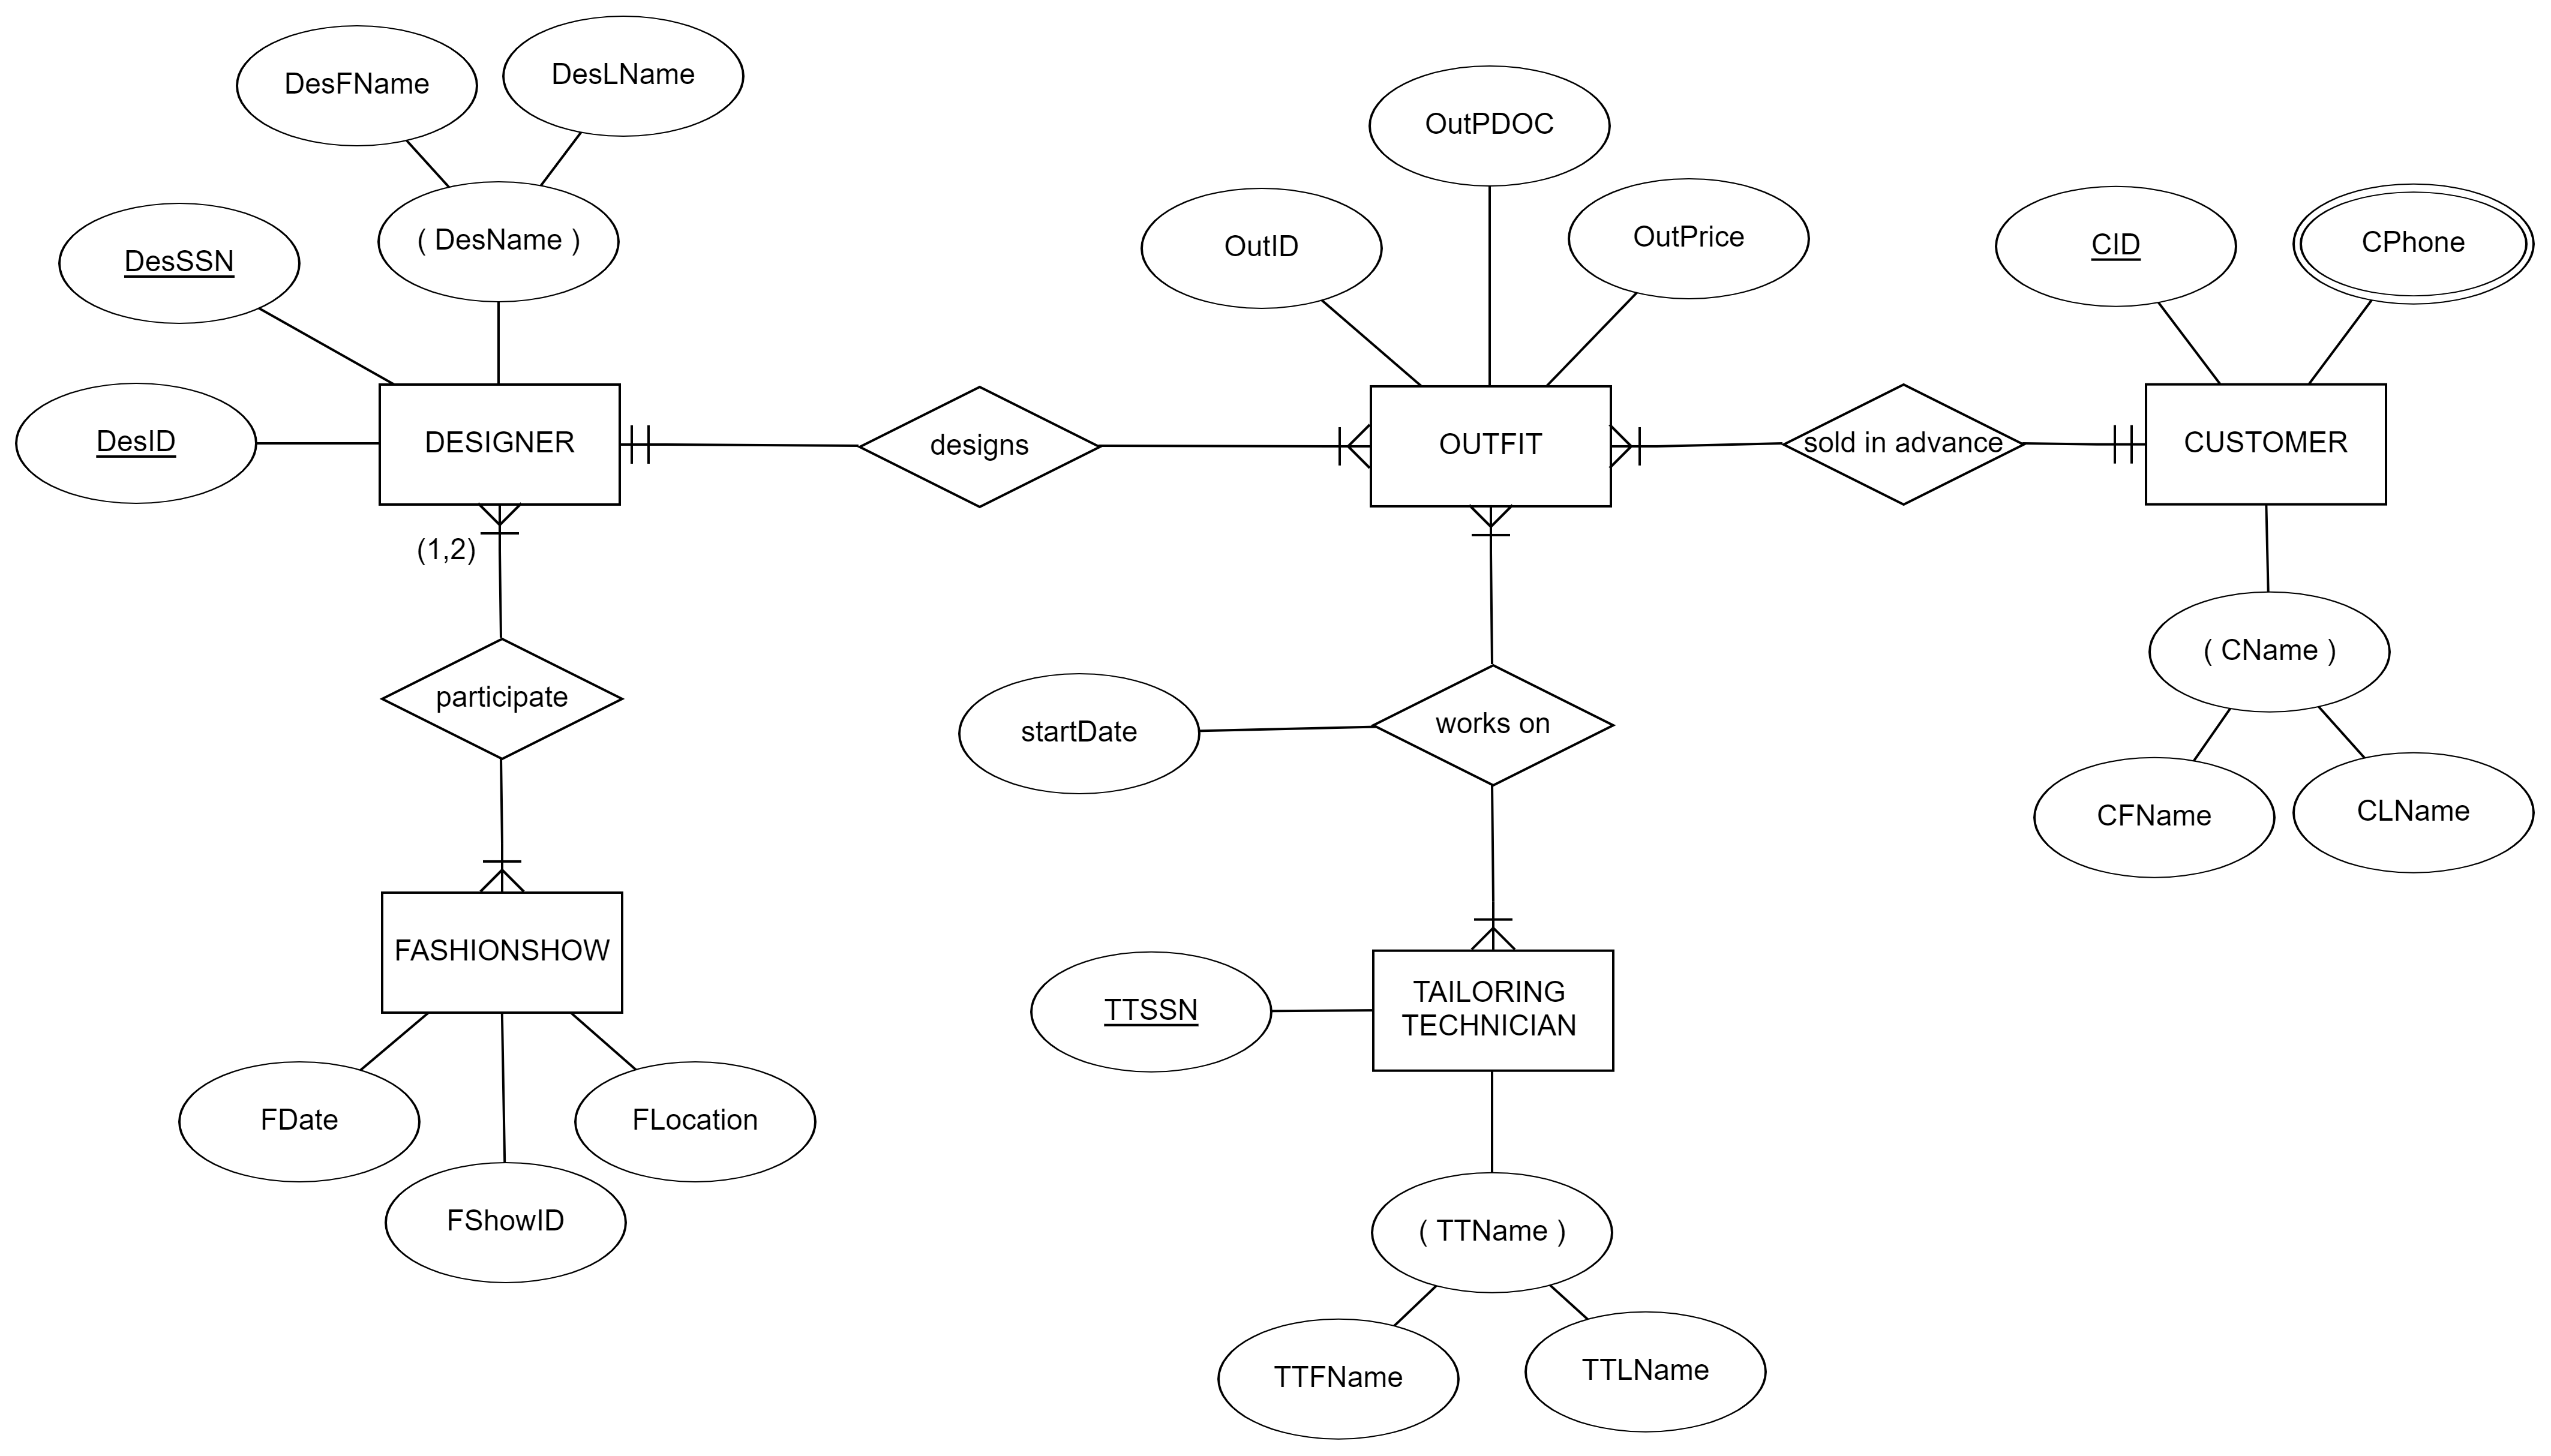 DesFName
DesLName
( DesName )
DesSSN
DesID
DESIGNER
(1,2)
designs
OutPDOC
OutID
OutPrice
OUTFIT
sold in advance
CID
CPhone
CUSTOMER
( CName )
CFName
CLName
participate
FASHIONSHOW
FDate
FLocation
FShowID
startDate
works on
TTSSN
TAILORING
TECHNICIAN
( TTName )
TTFName
TTLName